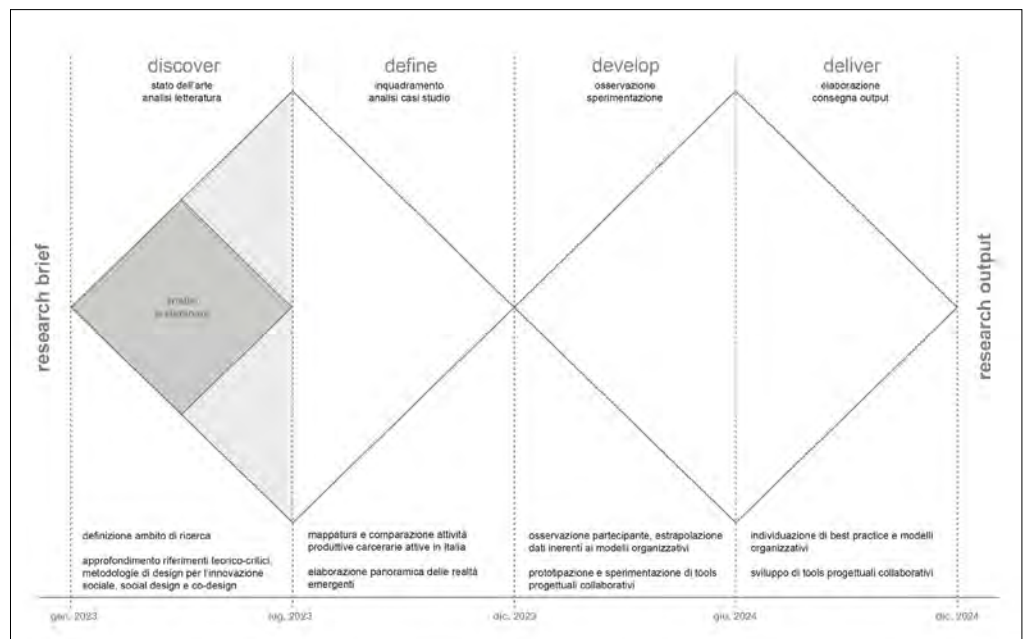 discover
stato dell'arte
analisi letteratura
define
inquadramento
analisi casi studio
develop
osservazione
sperimentazione
deliver
elaborazione
consegna output
research brief
analisi
preliminare
research output
definizione ambito di ricerca
approfondimento riferimenti teorico-critici,
metodologie di design per l'innovazione
sociale, social design e co-design
mappatura e comparazione attività
produttive carcerarie attive in Italia
elaborazione panoramica delle realtà
emergenti
osservazione partecipante, estrapolazione
dati inerenti ai modelli organizzativi
prototipazione e sperimentazione di tools
progettuali collaborativi
individuazione di best practice e modelli
organizzativi
sviluppo di tools progettuali collaborativi
gen. 2023
lug. 2023
dic. 2023
giu. 2024
dic. 2024